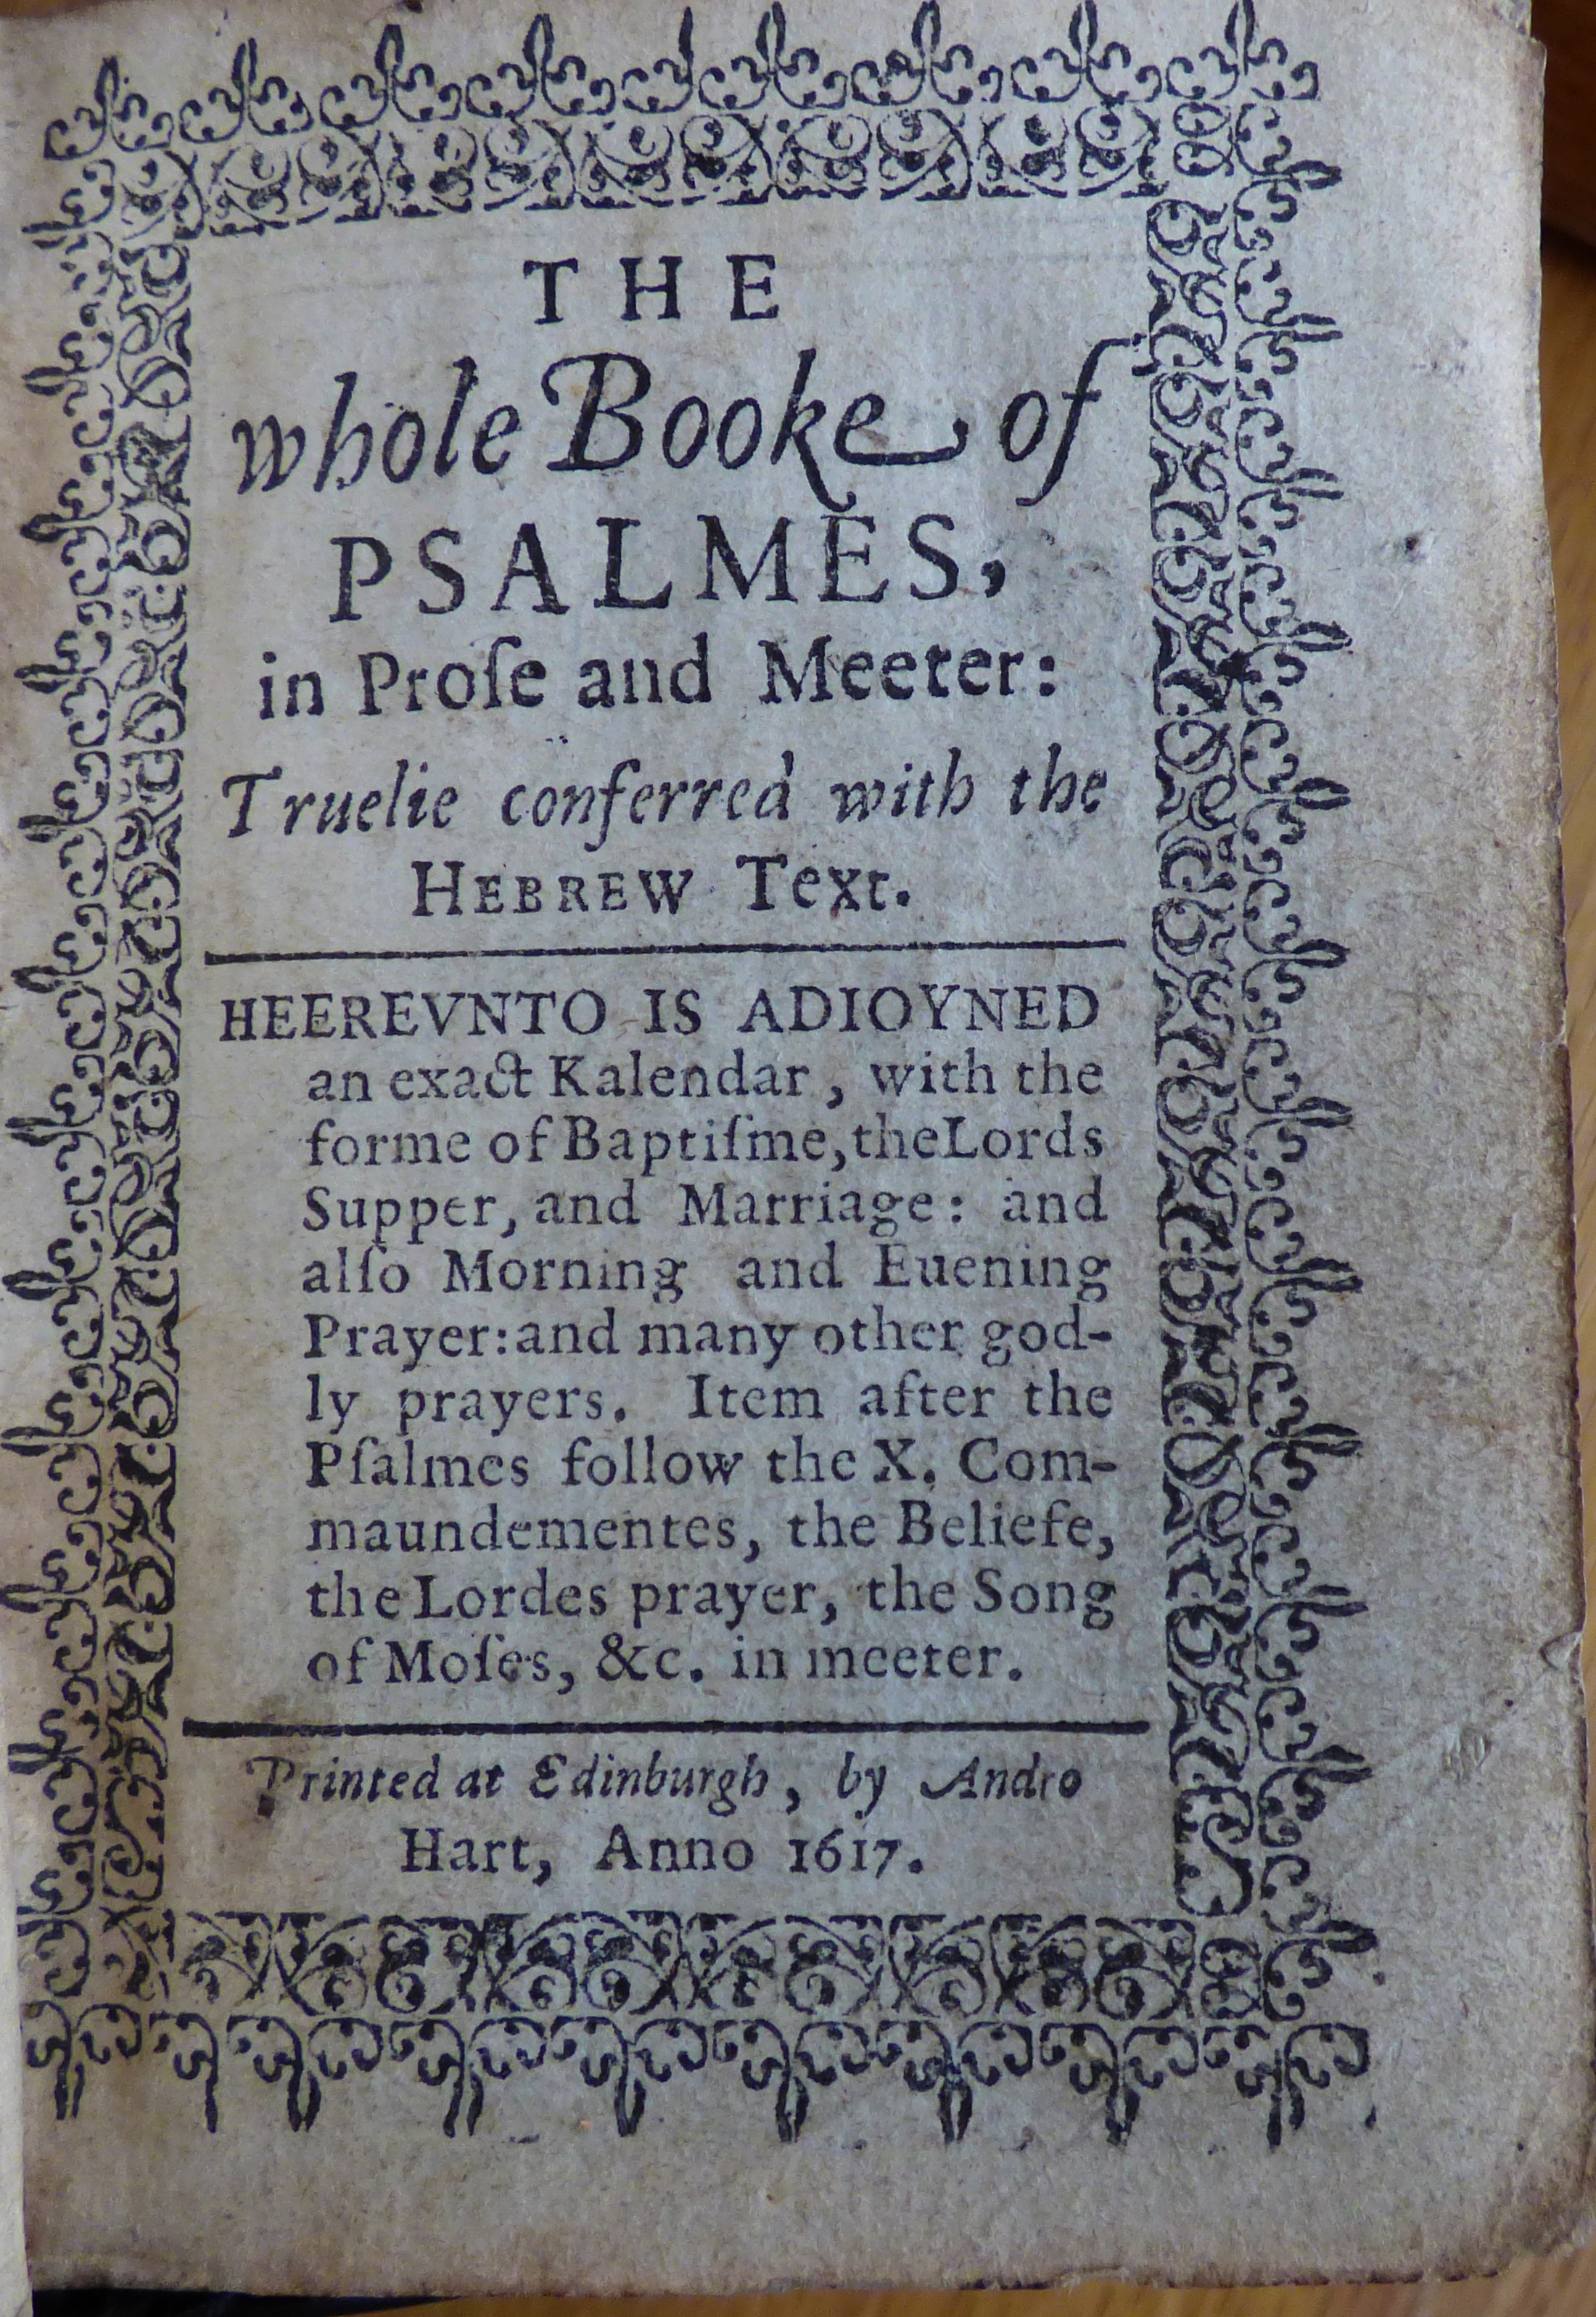 THE
whole Booke of
PSALMES,
in Proſe and Meeter:
Truelie conferred with the
HEBREW Text.
HEEREVNTO IS ADIOYNED
an exact Kalendar, with the
forme of Baptiſme, the Lords
Supper, and Marriage: and
alſo Morning and Euening
Prayer: and many other god-
ly prayers. Item after the
Pſalmes follow the X. Com-
maundementes, the Beliefe,
the Lordes prayer, the Song
of Moſes, &c. in meeter.
Printed at Edinburgh, by Andro
Hart, Anno 1617.